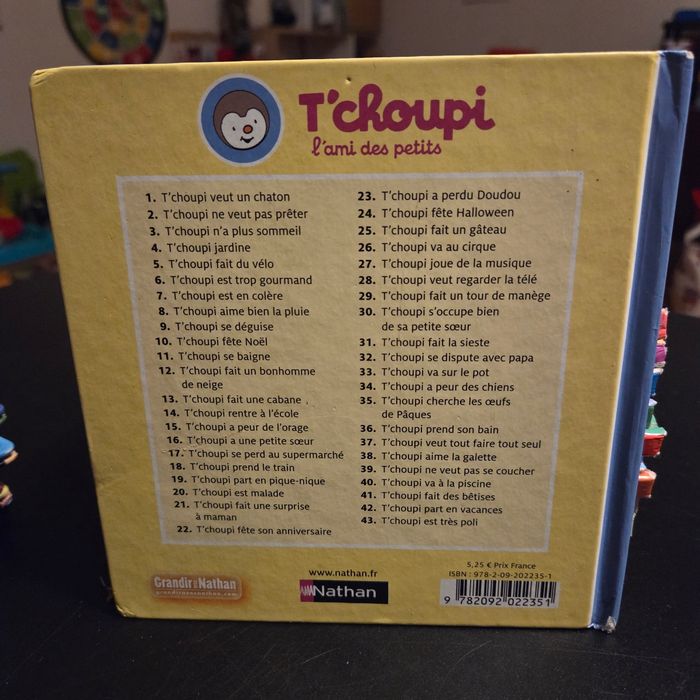 T'choupi
l'ami des petits
1. T'choupi veut un chaton
2. T'choupi ne veut pas prêter
3. T'choupi n'a plus sommeil
4. T'choupi jardine
5. T'choupi fait du vélo
6. T'choupi est trop gourmand
7. T'choupi est en colère
8. T'choupi aime bien la pluie
9. T'choupi se déguise
10. T'choupi fête Noël
11. T'choupi se baigne
12. T'choupi fait un bonhomme
de neige
13. T'choupi fait une cabane
14. T'choupi rentre à l'école
15. T'choupi a peur de l'orage
16. T'choupi a une petite sœur
17. T'choupi se perd au supermarché
18. T'choupi prend le train
19. T'choupi part en pique-nique
20. T'choupi est malade
21. T'choupi fait une surprise
à maman
22. T'choupi fête son anniversaire
23. T'choupi a perdu Doudou
24. T'choupi fête Halloween
25. T'choupi fait un gâteau
26. T'choupi va au cirque
27. T'choupi joue de la musique
28. T'choupi veut regarder la télé
29. T'choupi fait un tour de manège
30. T'choupi s'occupe bien
de sa petite sœur
31. T'choupi fait la sieste
32. T'choupi se dispute avec papa
33. T'choupi va sur le pot
34. T'choupi a peur des chiens
35. T'choupi cherche les œufs
de Pâques
36. T'choupi prend son bain
37. T'choupi veut tout faire tout seul
38. T'choupi aime la galette
39. T'choupi ne veut pas se coucher
40. T'choupi va à la piscine
41. T'choupi fait des bêtises
42. T'choupi part en vacances
43. T'choupi est très poli
Grandir avec Nathan
grandiravecnathan.com
www.nathan.fr
Nathan
5,25 € Prix France
ISBN : 978-2-09-202235-1
9 782092 022351